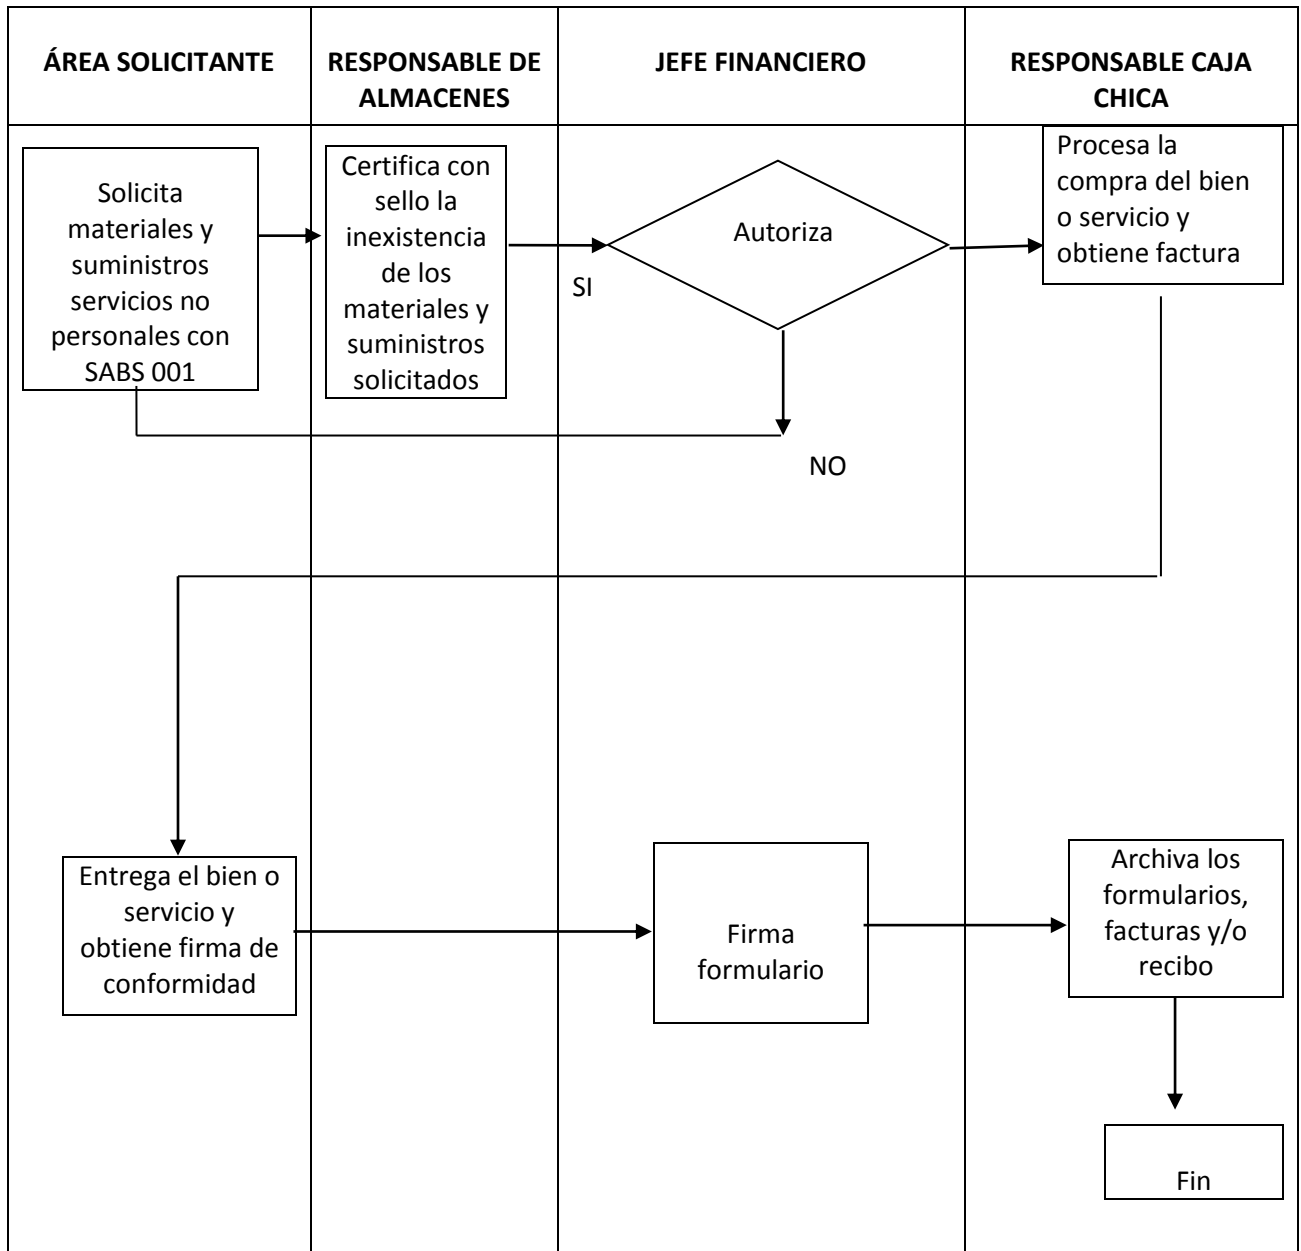 ÁREA SOLICITANTE
RESPONSABLE DE
ALMACENES
JEFE FINANCIERO
RESPONSABLE CAJA
CHICA
Solicita
materiales y
suministros
servicios no
personales con
SABS 001
Certifica con
sello la
inexistencia
de los
materiales y
suministros
solicitados
SI
Autoriza
NO
Procesa la
compra del bien
o servicio y
obtiene factura
Entrega el bien o
servicio y
obtiene firma de
conformidad
Firma
formulario
Archiva los
formularios,
facturas y/o
recibo
Fin